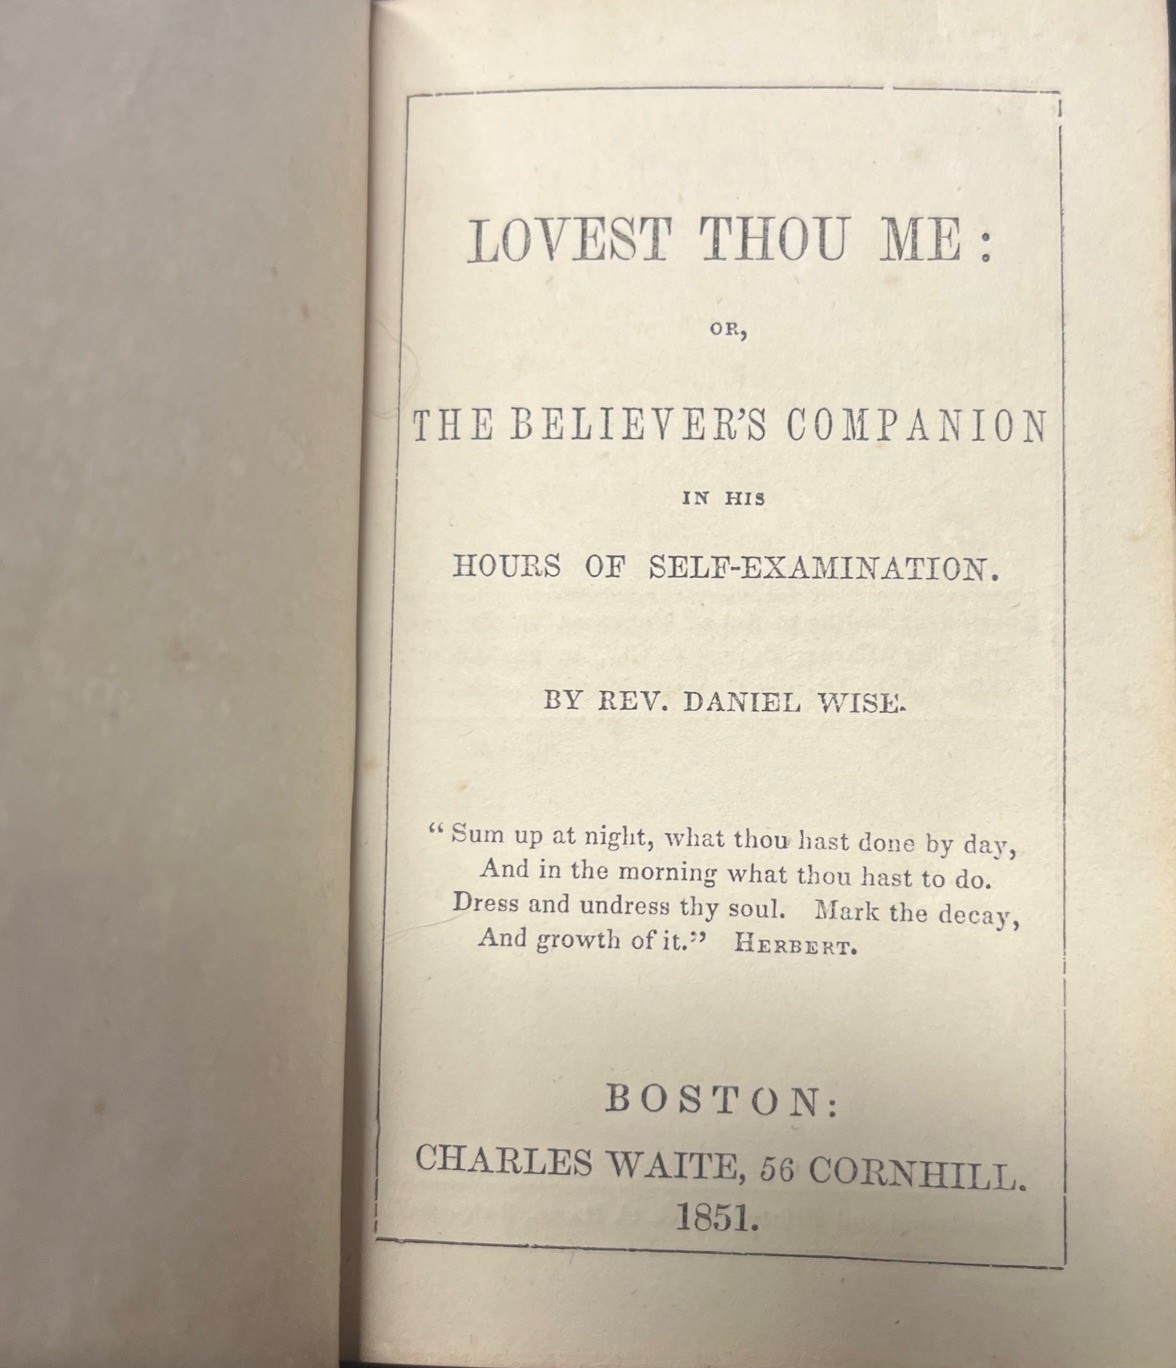 LOVEST THOU ME:
OR,
THE BELIEVER'S COMPANION
IN HIS
HOURS OF SELF-EXAMINATION.
BY REV. DANIEL WISE.
“Sum up at night, what thou hast done by day,
And in the morning what thou hast to do.
Dress and undress thy soul. Mark the decay,
And growth of it.” HERBERT.
BOSTON:
CHARLES WAITE, 56 CORNHILL.
1851.